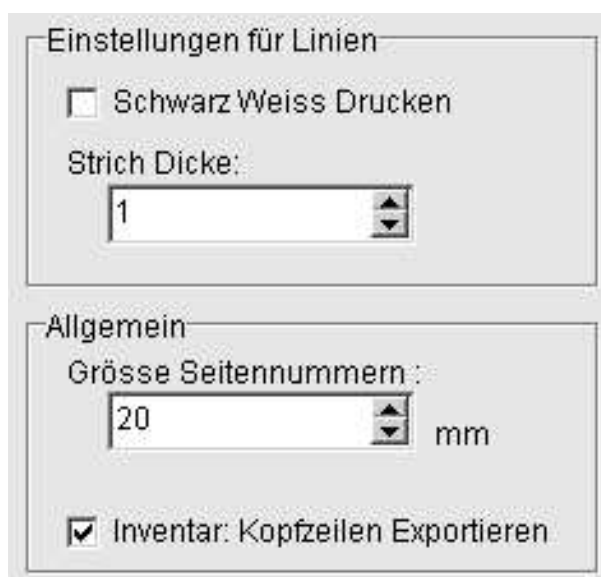 Einstellungen für Linien
Schwarz Weiss Drucken
Strich Dicke:
1
Allgemein
Grösse Seitennummern :
20 mm
Inventar: Kopfzeilen Exportieren